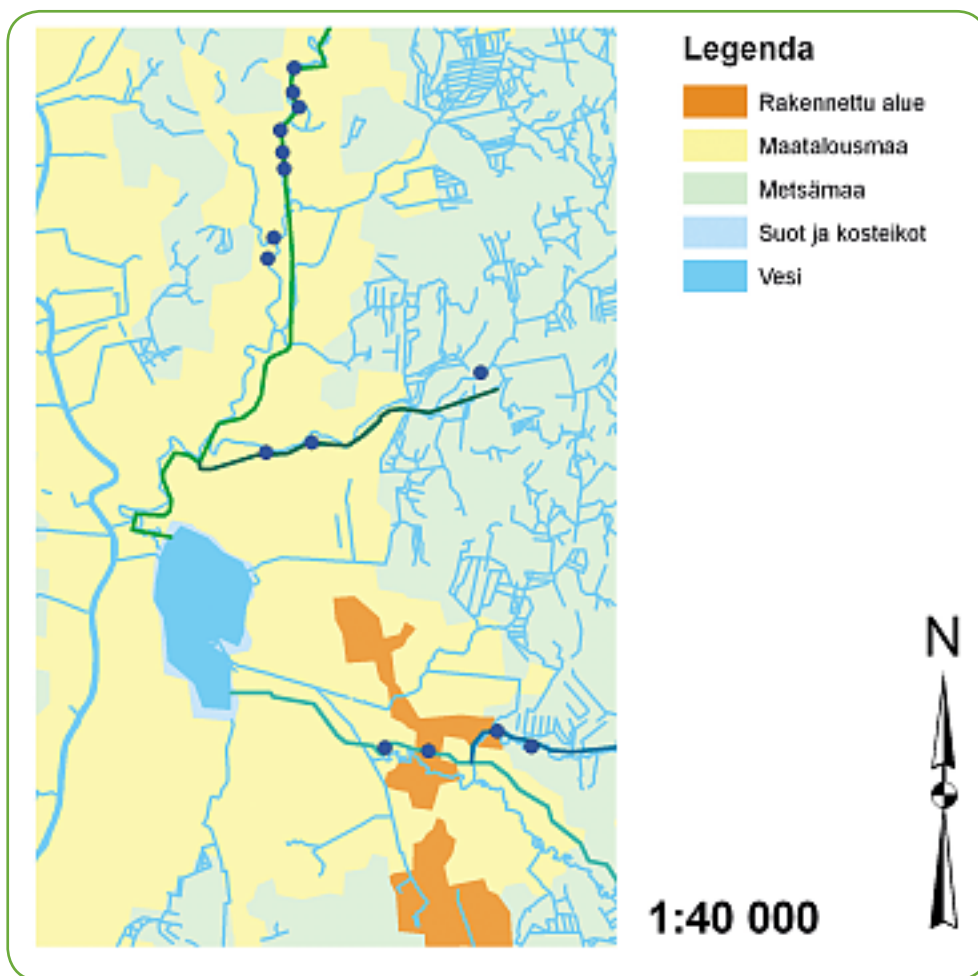 Legenda
Rakennettu alue
Maatalousmaa
Metsämaa
Suot ja kosteikot
Vesi
N
1:40 000